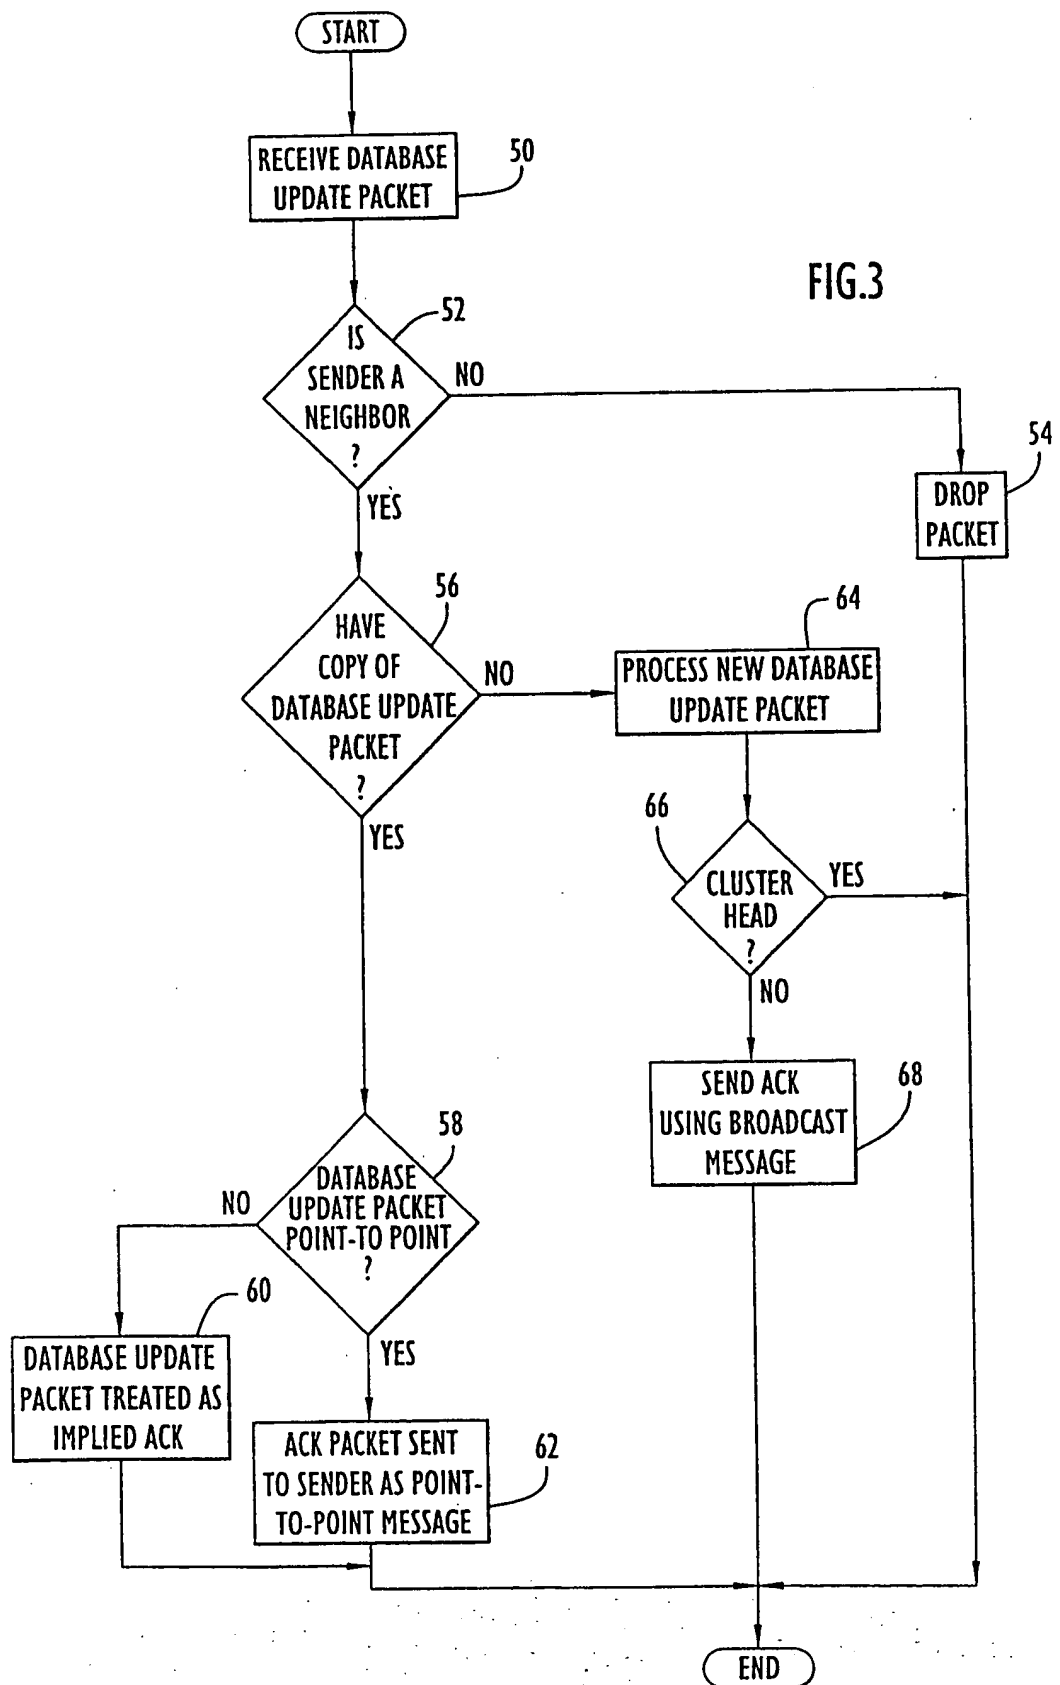 START
RECEIVE DATABASE
UPDATE PACKET
50
FIG.3
52
IS
SENDER A
NEIGHBOR
?
NO
YES
54
DROP
PACKET
56
HAVE
COPY OF
DATABASE UPDATE
PACKET
?
NO
YES
64
PROCESS NEW DATABASE
UPDATE PACKET
66
CLUSTER
HEAD
?
YES
NO
68
SEND ACK
USING BROADCAST
MESSAGE
58
DATABASE
UPDATE PACKET
POINT-TO POINT
?
NO
YES
60
DATABASE UPDATE
PACKET TREATED AS
IMPLIED ACK
62
ACK PACKET SENT
TO SENDER AS POINT-
TO-POINT MESSAGE
END